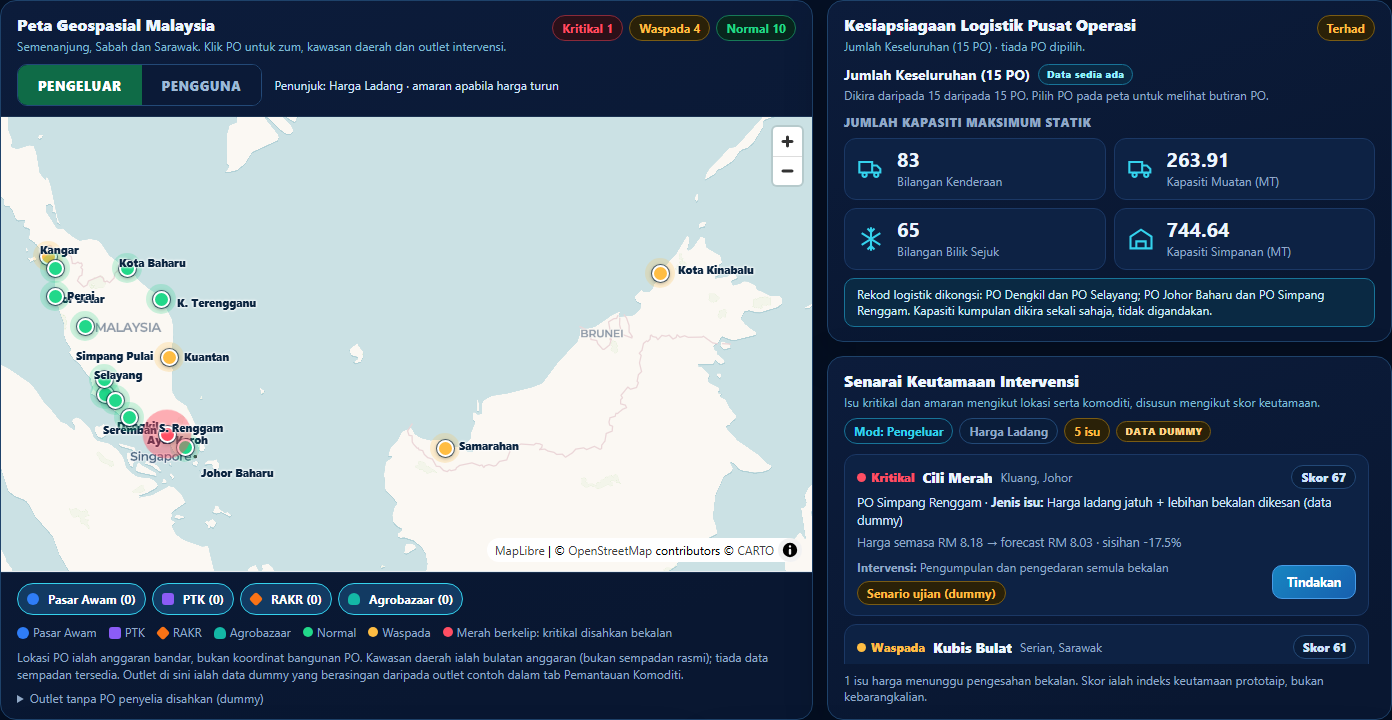 Peta Geospasial Malaysia
Semenanjung, Sabah dan Sarawak. Klik PO untuk zum, kawasan daerah dan outlet intervensi.
Kritikal 1
Waspada 4
Normal 10
PENGELUAR
PENGGUNA
Penunjuk: Harga Ladang · amaran apabila harga turun
+
−
Kangar
Kota Baharu
Perai
K. Terengganu
MALAYSIA
Simpang Pulai
Kuantan
Selayang
S. Renggam
Seremban
Singapore
Johor Baharu
Kota Kinabalu
BRUNEI
Samarahan
MapLibre | © OpenStreetMap contributors © CARTO
Pasar Awam (0)
PTK (0)
RAKR (0)
Agrobazaar (0)
Pasar Awam
PTK
RAKR
Agrobazaar
Normal
Waspada
Merah berkelip: kritikal disahkan bekalan
Lokasi PO ialah anggaran bandar, bukan koordinat bangunan PO. Kawasan daerah ialah bulatan anggaran (bukan sempadan rasmi); tiada data
sempadan tersedia. Outlet di sini ialah data dummy yang berasingan daripada outlet contoh dalam tab Pemantauan Komoditi.
Outlet tanpa PO penyelia disahkan (dummy)
Kesiapsiagaan Logistik Pusat Operasi
Terhad
Jumlah Keseluruhan (15 PO) · tiada PO dipilih.
Jumlah Keseluruhan (15 PO)
Data sedia ada
Dikira daripada 15 daripada 15 PO. Pilih PO pada peta untuk melihat butiran PO.
JUMLAH KAPASITI MAKSIMUM STATIK
83
Bilangan Kenderaan
263.91
Kapasiti Muatan (MT)
65
Bilangan Bilik Sejuk
744.64
Kapasiti Simpanan (MT)
Rekod logistik dikongsi: PO Dengkil dan PO Selayang; PO Johor Baharu dan PO Simpang
Renggam. Kapasiti kumpulan dikira sekali sahaja, tidak digandakan.
Senarai Keutamaan Intervensi
Isu kritikal dan amaran mengikut lokasi serta komoditi, disusun mengikut skor keutamaan.
Mod: Pengeluar
Harga Ladang
5 isu
DATA DUMMY
Kritikal Cili Merah Kluang, Johor
Skor 67
PO Simpang Renggam · Jenis isu: Harga ladang jatuh + lebihan bekalan dikesan (data
dummy)
Harga semasa RM 8.18 → forecast RM 8.03 · sisihan -17.5%
Intervensi: Pengumpulan dan pengedaran semula bekalan
Senario ujian (dummy)
Tindakan
Waspada Kubis Bulat Serian, Sarawak
Skor 61
1 isu harga menunggu pengesahan bekalan. Skor ialah indeks keutamaan prototaip, bukan
kebarangkalian.